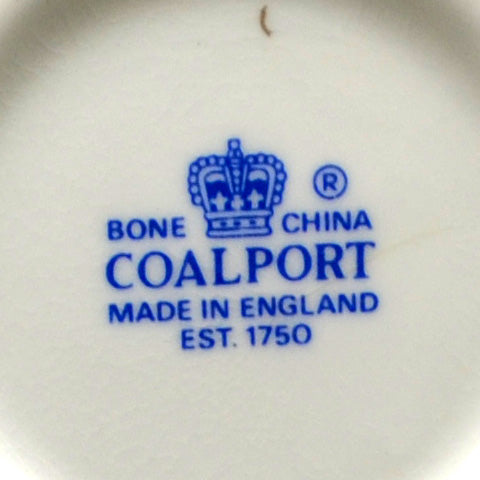 ®
BONE CHINA
COALPORT
MADE IN ENGLAND
EST. 1750